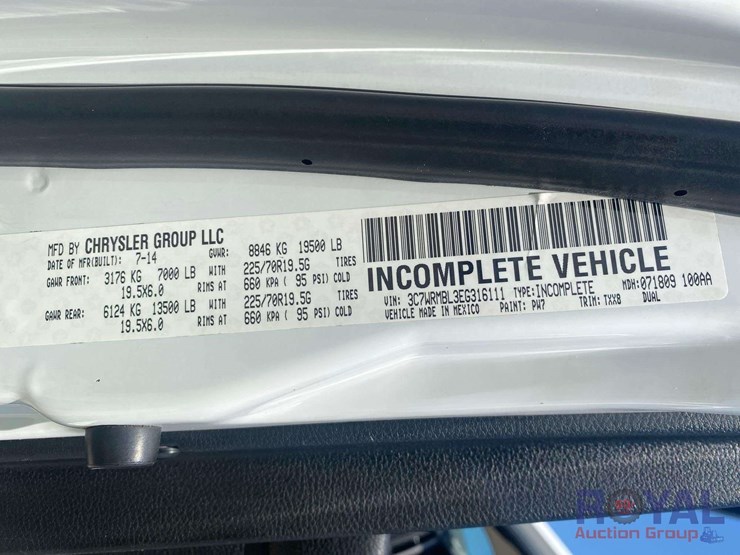 MFD BY CHRYSLER GROUP LLC
DATE OF MFR(BUILT): 7-14 GVWR: 8846 KG 19500 LB
GAWR FRONT: 3176 KG 7000 LB WITH 225/70R19.5G TIRES
19.5X6.0 RIMS AT 660 KPA ( 95 PSI) COLD
GAWR REAR: 6124 KG 13500 LB WITH 225/70R19.5G TIRES
19.5X6.0 RIMS AT 660 KPA ( 95 PSI) COLD
INCOMPLETE VEHICLE
VIN: 3C7WRMBL3EG316111 TYPE:INCOMPLETE MDH:071809 100AA
VEHICLE MADE IN MEXICO PAINT: PW7 TRIM: TXX8 DUAL
ROYAL
Auction Group